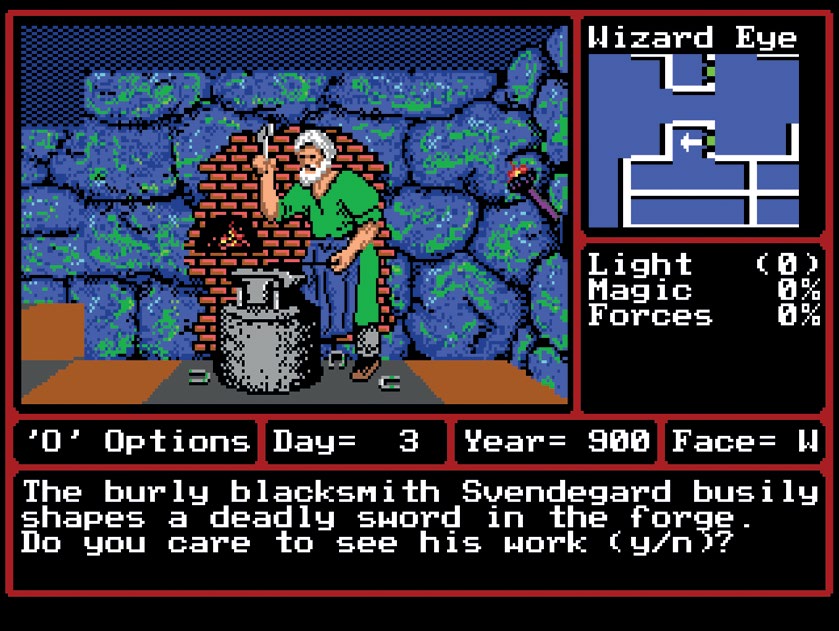 Wizard Eye
Light (0)
Magic 0%
Forces 0%
'O' Options
Day= 3
Year= 900
Face= W
The burly blacksmith Svendegard busily
shapes a deadly sword in the forge.
Do you care to see his work (y/n)?